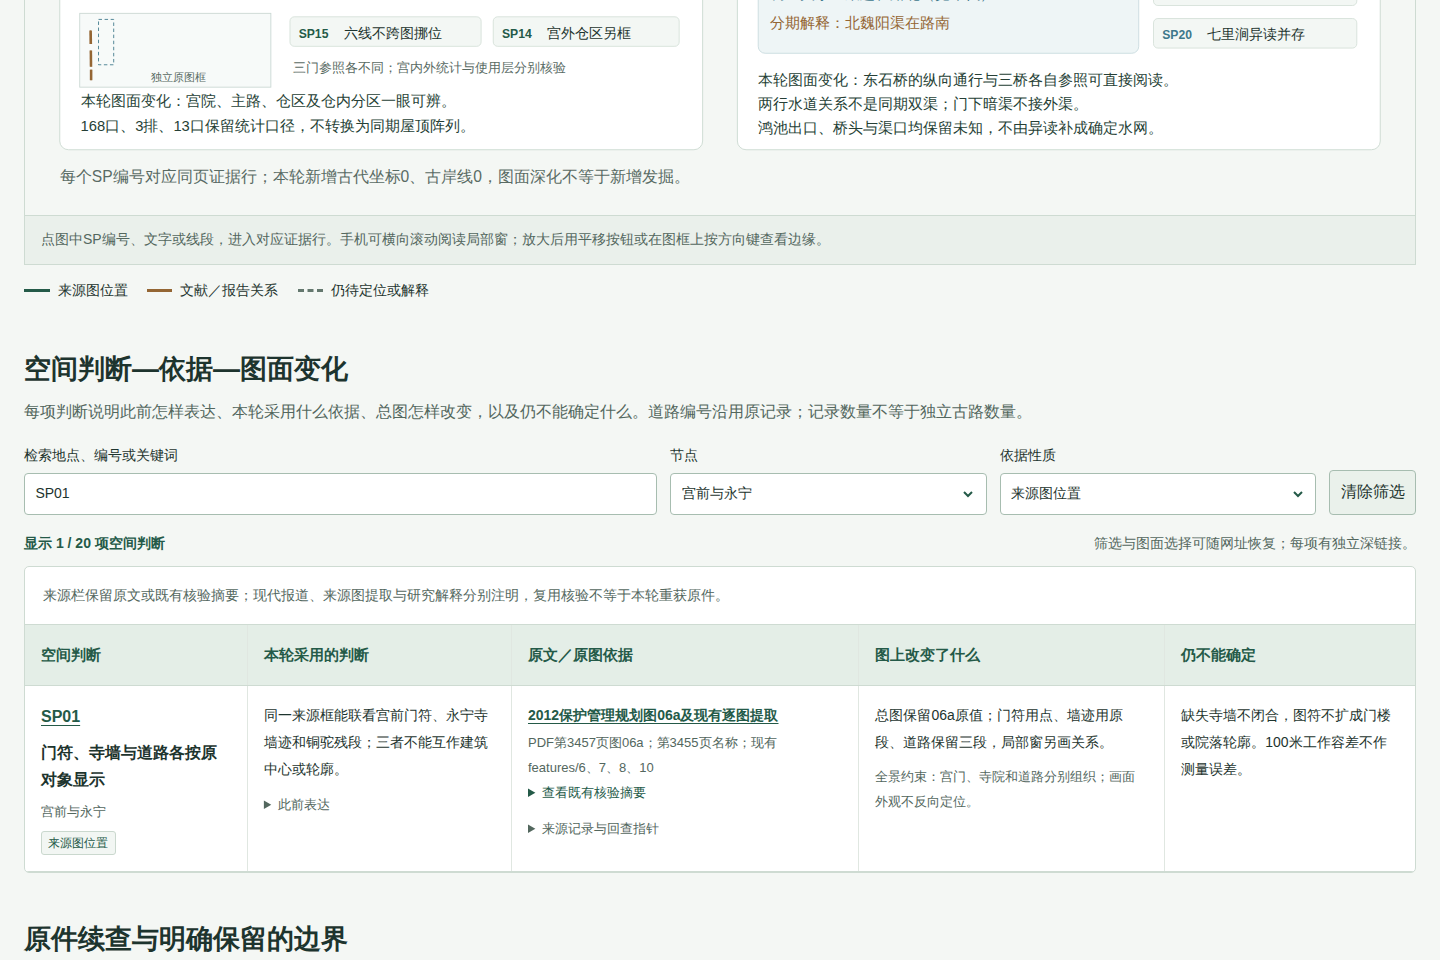 独立原图框
SP15 六线不跨图挪位
SP14 宫外仓区另框
三门参照各不同；宫内外统计与使用层分别核验
本轮图面变化：宫院、主路、仓区及仓内分区一眼可辨。
168口、3排、13口保留统计口径，不转换为同期屋顶阵列。
分期解释：北魏阳渠在路南
SP20 七里涧异读并存
本轮图面变化：东石桥的纵向通行与三桥各自参照可直接阅读。
两行水道关系不是同期双渠；门下暗渠不接外渠。
鸿池出口、桥头与渠口均保留未知，不由异读补成确定水网。
每个SP编号对应同页证据行；本轮新增古代坐标0、古岸线0，图面深化不等于新增发掘。
点图中SP编号、文字或线段，进入对应证据行。手机可横向滚动阅读局部窗；放大后用平移按钮或在图框上按方向键查看边缘。
来源图位置 文献／报告关系 仍待定位或解释
空间判断—依据—图面变化
每项判断说明此前怎样表达、本轮采用什么依据、总图怎样改变，以及仍不能确定什么。道路编号沿用原记录；记录数量不等于独立古路数量。
检索地点、编号或关键词 节点 依据性质
SP01 宫前与永宁 来源图位置 清除筛选
显示 1 / 20 项空间判断
筛选与图面选择可随网址恢复；每项有独立深链接。
来源栏保留原文或既有核验摘要；现代报道、来源图提取与研究解释分别注明，复用核验不等于本轮重获原件。
空间判断 本轮采用的判断 原文／原图依据 图上改变了什么 仍不能确定
SP01
门符、寺墙与道路各按原
对象显示
宫前与永宁
来源图位置
同一来源框能联看宫前门符、永宁寺
墙迹和铜驼残段；三者不能互作建筑
中心或轮廓。
▶ 此前表达
2012保护管理规划图06a及现有逐图提取
PDF第3457页图06a；第3455页名称；现有
features/6、7、8、10
▶ 查看既有核验摘要
▶ 来源记录与回查指针
总图保留06a原值；门符用点、墙迹用原
段、道路保留三段，局部窗另画关系。
全景约束：宫门、寺院和道路分别组织；画面
外观不反向定位。
缺失寺墙不闭合，图符不扩成门楼
或院落轮廓。100米工作容差不作
测量误差。
原件续查与明确保留的边界